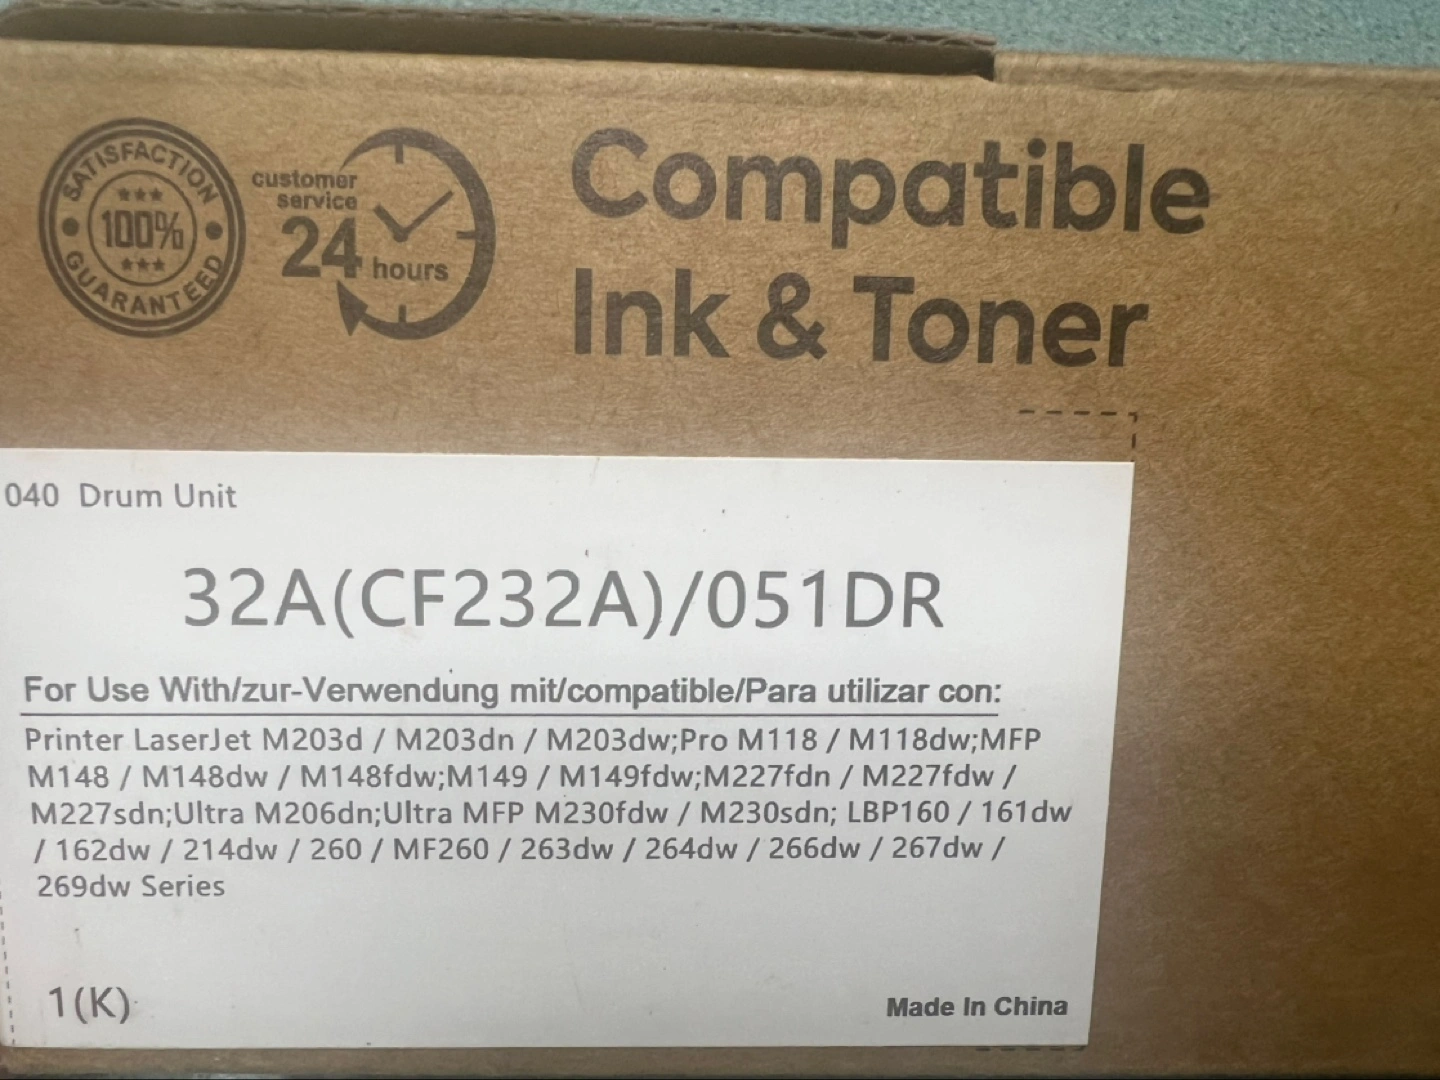 SATISFACTION
100%
GUARANTEED
customer
service
24 hours
Compatible
Ink & Toner
040 Drum Unit
32A(CF232A)/051DR
For Use With/zur-Verwendung mit/compatible/Para utilizar con:
Printer LaserJet M203d / M203dn / M203dw;Pro M118 / M118dw;MFP
M148 / M148dw / M148fdw;M149 / M149fdw;M227fdn / M227fdw /
M227sdn;Ultra M206dn;Ultra MFP M230fdw / M230sdn; LBP160 / 161dw
/ 162dw / 214dw / 260 / MF260 / 263dw / 264dw / 266dw / 267dw /
269dw Series
1(K)
Made In China